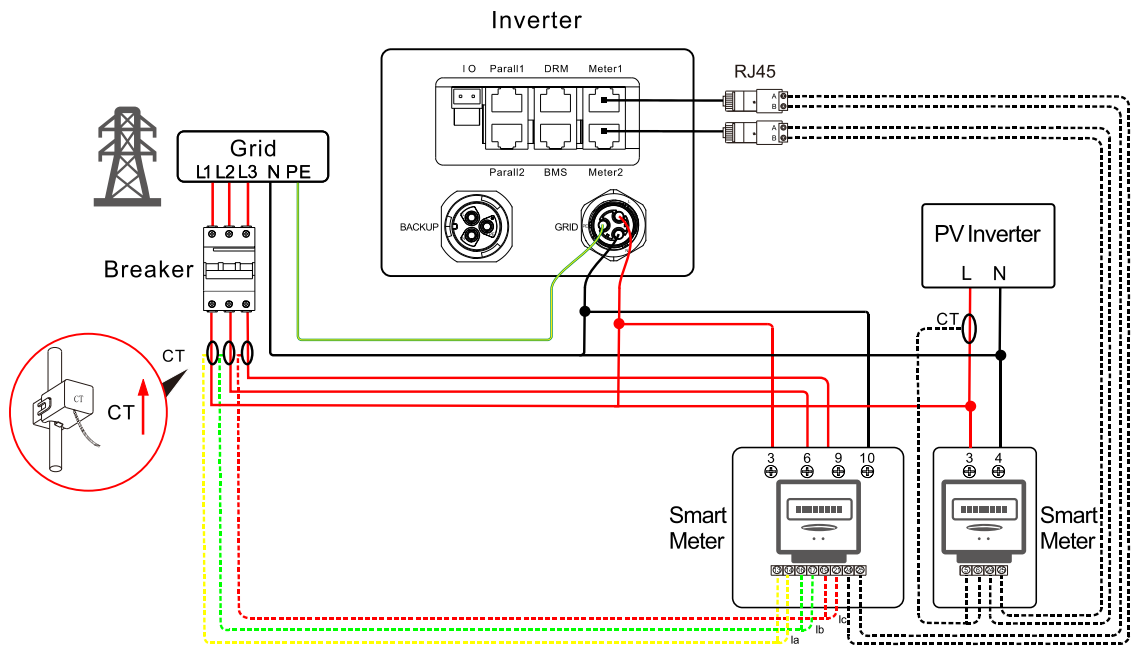 Inverter
I O Parall1 DRM Meter1
RJ45
A
B
A
B
Grid
L1 L2 L3 N PE
Parall2 BMS Meter2
BACKUP
GRID
PV Inverter
L N
Breaker
CT
CT
CT
CT
3 6 9 10
3 4
Smart
Meter
Smart
Meter
Ia
Ib
Ic